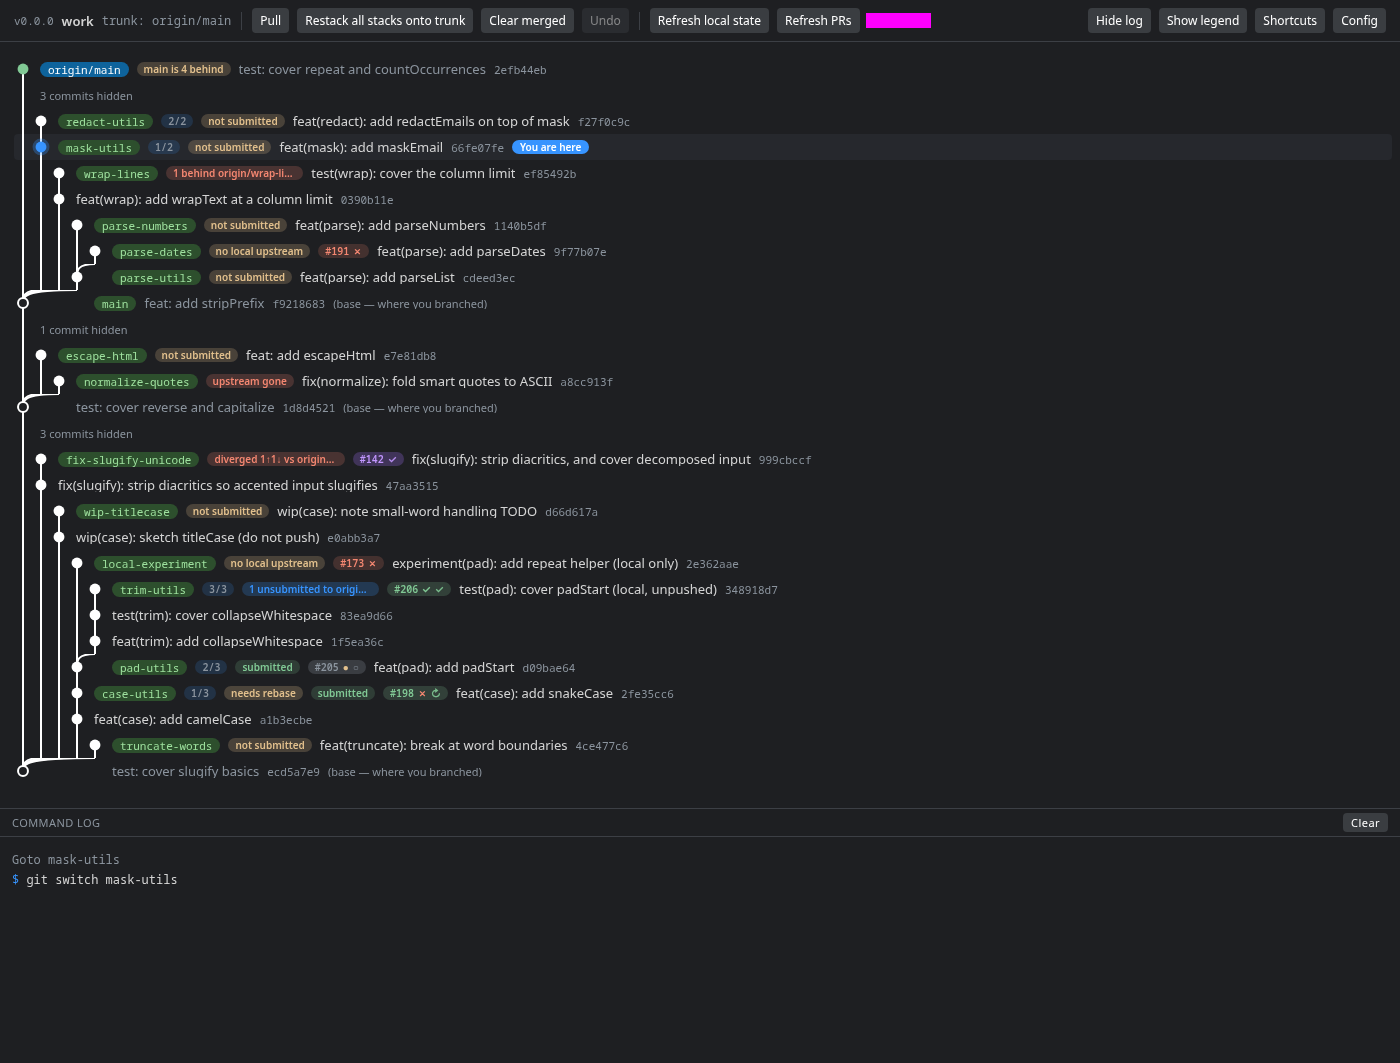 v0.0.0 work trunk: origin/main Pull Restack all stacks onto trunk Clear merged Undo Refresh local state Refresh PRs Hide log Show legend Shortcuts Config
origin/main main is 4 behind test: cover repeat and countOccurrences 2efb44eb
3 commits hidden
redact-utils 2/2 not submitted feat(redact): add redactEmails on top of mask f27f0c9c
mask-utils 1/2 not submitted feat(mask): add maskEmail 66fe07fe You are here
wrap-lines 1 behind origin/wrap-li... test(wrap): cover the column limit ef85492b
feat(wrap): add wrapText at a column limit 0390b11e
parse-numbers not submitted feat(parse): add parseNumbers 1140b5df
parse-dates no local upstream #191 × feat(parse): add parseDates 9f77b07e
parse-utils not submitted feat(parse): add parseList cdeed3ec
main feat: add stripPrefix f9218683 (base — where you branched)
1 commit hidden
escape-html not submitted feat: add escapeHtml e7e81db8
normalize-quotes upstream gone fix(normalize): fold smart quotes to ASCII a8cc913f
test: cover reverse and capitalize 1d8d4521 (base — where you branched)
3 commits hidden
fix-slugify-unicode diverged 1↑1↓ vs origin... #142 ✓ fix(slugify): strip diacritics, and cover decomposed input 999cbccf
fix(slugify): strip diacritics so accented input slugifies 47aa3515
wip-titlecase not submitted wip(case): note small-word handling TODO d66d617a
wip(case): sketch titleCase (do not push) e0abb3a7
local-experiment no local upstream #173 × experiment(pad): add repeat helper (local only) 2e362aae
trim-utils 3/3 1 unsubmitted to origi... #206 ✓ ✓ test(pad): cover padStart (local, unpushed) 348918d7
test(trim): cover collapseWhitespace 83ea9d66
feat(trim): add collapseWhitespace 1f5ea36c
pad-utils 2/3 submitted #205 ● ○ feat(pad): add padStart d09bae64
case-utils 1/3 needs rebase submitted #198 × ↻ feat(case): add snakeCase 2fe35cc6
feat(case): add camelCase a1b3ecbe
truncate-words not submitted feat(truncate): break at word boundaries 4ce477c6
test: cover slugify basics ecd5a7e9 (base — where you branched)
COMMAND LOG Clear
Goto mask-utils
$ git switch mask-utils